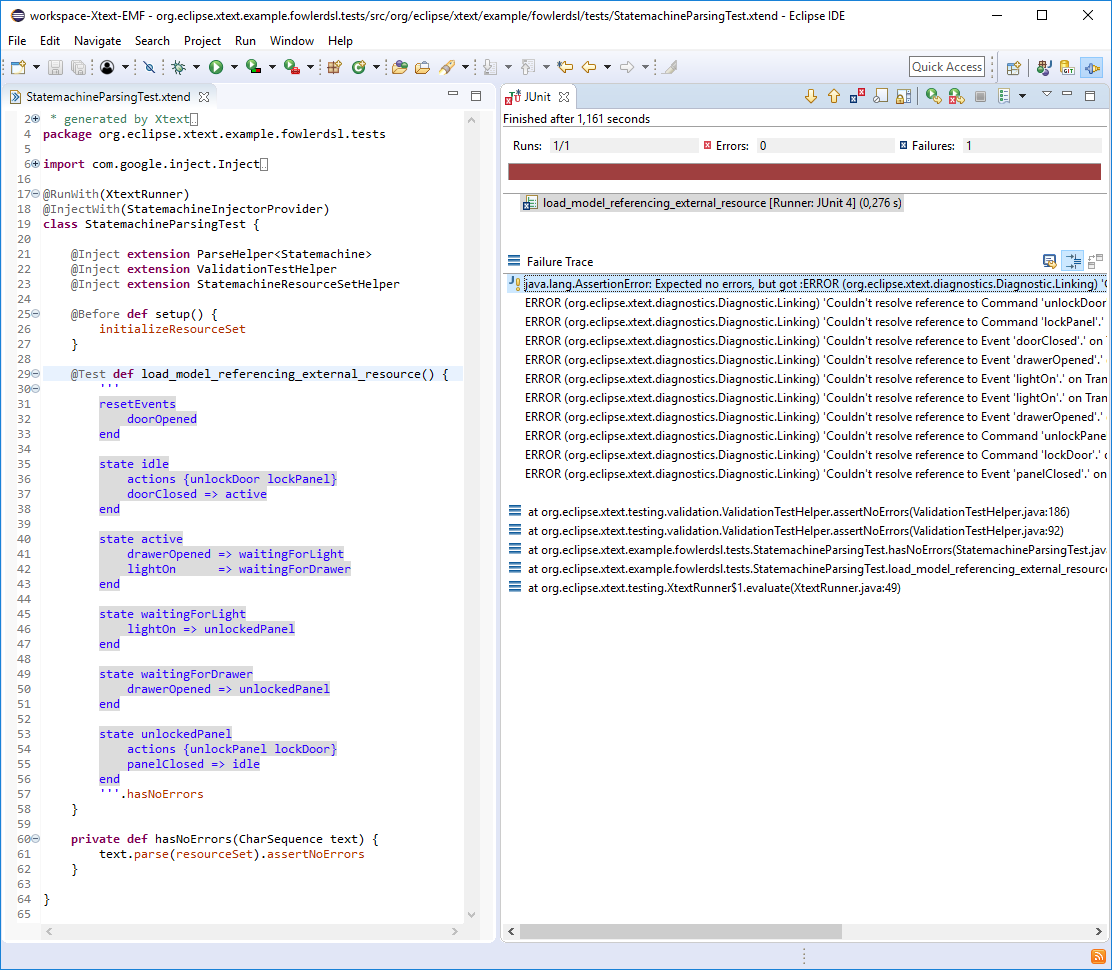 workspace-Xtext-EMF - org.eclipse.xtext.example.fowlerdsl.tests/src/org/eclipse/xtext/example/fowlerdsl/tests/StatemachineParsingTest.xtend - Eclipse IDE
File Edit Navigate Search Project Run Window Help
Quick Access
GIT
StatemachineParsingTest.xtend
2 * generated by Xtext
4 package org.eclipse.xtext.example.fowlerdsl.tests
5
6 import com.google.inject.Inject
16
17 @RunWith(XtextRunner)
18 @InjectWith(StatemachineInjectorProvider)
19 class StatemachineParsingTest {
20
21 @Inject extension ParseHelper<Statemachine>
22 @Inject extension ValidationTestHelper
23 @Inject extension StatemachineResourceSetHelper
24
25 @Before def setup() {
26 initializeResourceSet
27 }
28
29 @Test def load_model_referencing_external_resource() {
30 '''
31 resetEvents
32 doorOpened
33 end
34
35 state idle
36 actions {unlockDoor lockPanel}
37 doorClosed => active
38 end
39
40 state active
41 drawerOpened => waitingForLight
42 lightOn      => waitingForDrawer
43 end
44
45 state waitingForLight
46 lightOn => unlockedPanel
47 end
48
49 state waitingForDrawer
50 drawerOpened => unlockedPanel
51 end
52
53 state unlockedPanel
54 actions {unlockPanel lockDoor}
55 panelClosed => idle
56 end
57 '''.hasNoErrors
58 }
59
60 private def hasNoErrors(CharSequence text) {
61 text.parse(resourceSet).assertNoErrors
62 }
63
64 }
65
JUnit
Finished after 1,161 seconds
Runs: 1/1 Errors: 0 Failures: 1
load_model_referencing_external_resource [Runner: JUnit 4] (0,276 s)
Failure Trace
java.lang.AssertionError: Expected no errors, but got :ERROR (org.eclipse.xtext.diagnostics.Diagnostic.Linking)
ERROR (org.eclipse.xtext.diagnostics.Diagnostic.Linking) 'Couldn't resolve reference to Command 'unlockDoor
ERROR (org.eclipse.xtext.diagnostics.Diagnostic.Linking) 'Couldn't resolve reference to Command 'lockPanel'.'
ERROR (org.eclipse.xtext.diagnostics.Diagnostic.Linking) 'Couldn't resolve reference to Event 'doorClosed'.' on
ERROR (org.eclipse.xtext.diagnostics.Diagnostic.Linking) 'Couldn't resolve reference to Event 'drawerOpened'.'
ERROR (org.eclipse.xtext.diagnostics.Diagnostic.Linking) 'Couldn't resolve reference to Event 'lightOn'.' on Tran
ERROR (org.eclipse.xtext.diagnostics.Diagnostic.Linking) 'Couldn't resolve reference to Event 'lightOn'.' on Tran
ERROR (org.eclipse.xtext.diagnostics.Diagnostic.Linking) 'Couldn't resolve reference to Event 'drawerOpened'.'
ERROR (org.eclipse.xtext.diagnostics.Diagnostic.Linking) 'Couldn't resolve reference to Command 'unlockPane
ERROR (org.eclipse.xtext.diagnostics.Diagnostic.Linking) 'Couldn't resolve reference to Command 'lockDoor'.'
ERROR (org.eclipse.xtext.diagnostics.Diagnostic.Linking) 'Couldn't resolve reference to Event 'panelClosed'.' on
at org.eclipse.xtext.testing.validation.ValidationTestHelper.assertNoErrors(ValidationTestHelper.java:186)
at org.eclipse.xtext.testing.validation.ValidationTestHelper.assertNoErrors(ValidationTestHelper.java:92)
at org.eclipse.xtext.example.fowlerdsl.tests.StatemachineParsingTest.hasNoErrors(StatemachineParsingTest.java
at org.eclipse.xtext.example.fowlerdsl.tests.StatemachineParsingTest.load_model_referencing_external_resource
at org.eclipse.xtext.testing.XtextRunner$1.evaluate(XtextRunner.java:49)